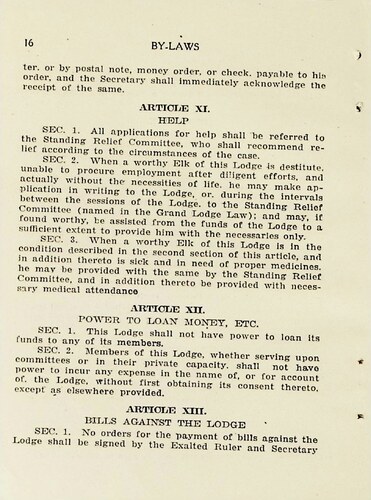 16
BY-LAWS
ter, or by postal note, money order, or check, payable to his
order, and the Secretary shall immediately acknowledge the
receipt of the same.
ARTICLE XI.
HELP
SEC. 1. All applications for help shall be referred to
the Standing Relief Committee, who shall recommend re-
lief according to the circumstances of the case.
SEC. 2. When a worthy Elk of this Lodge is destitute,
unable to procure employment after diligent efforts, and
actually without the necessities of life, he may make ap-
plication in writing to the Lodge, or, during the intervals
between the sessions of the Lodge, to the Standing Relief
Committee (named in the Grand Lodge Law); and may, if
found worthy, be assisted from the funds of the Lodge to a
sufficient extent to provide him with the necessaries only.
SEC. 3. When a worthy Elk of this Lodge is in the
condition described in the second section of this article, and
in addition thereto is sick and in need of proper medicines,
he may be provided with the same by the Standing Relief
Committee, and in addition thereto be provided with neces-
sary medical attendance
ARTICLE XII.
POWER TO LOAN MONEY, ETC.
SEC. 1. This Lodge shall not have power to loan its
funds to any of its members.
SEC. 2. Members of this Lodge, whether serving upon
committees or in their private capacity, shall not have
power to incur any expense in the name of, or for account
of, the Lodge, without first obtaining its consent thereto,
except as elsewhere provided.
ARTICLE XIII.
BILLS AGAINST THE LODGE
SEC. 1. No orders for the payment of bills against the
Lodge shall be signed by the Exalted Ruler and Secretary